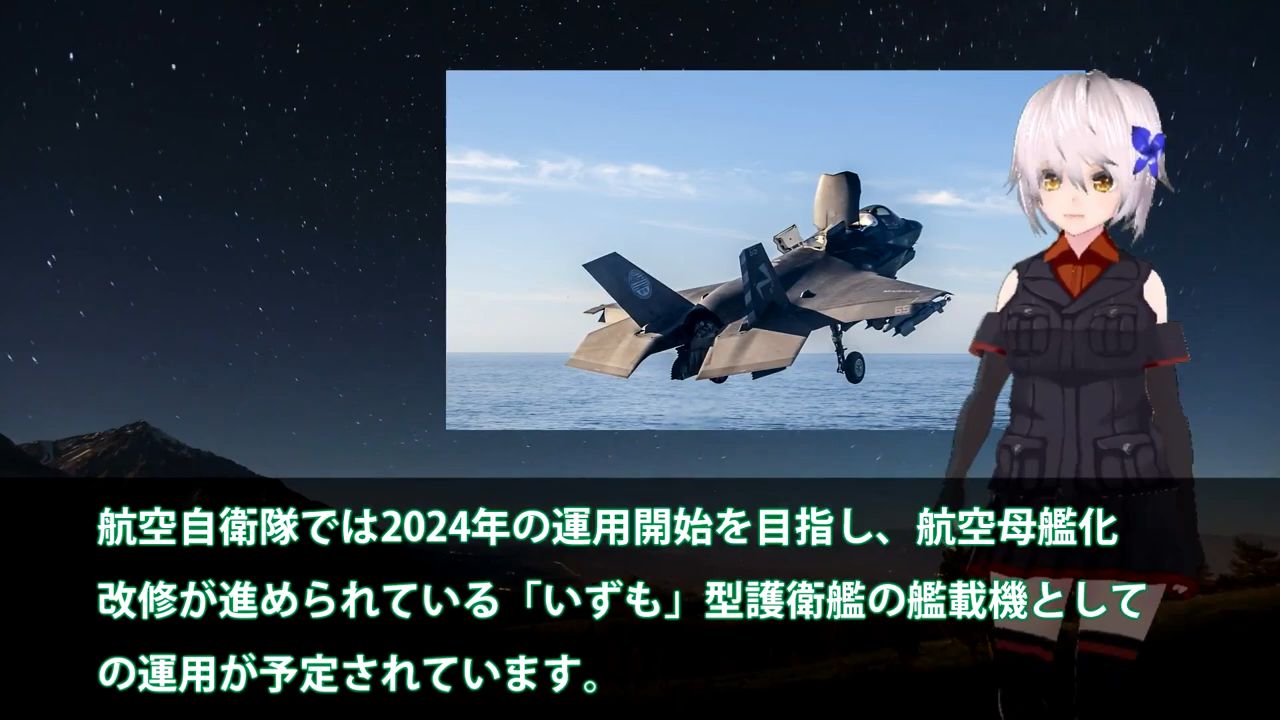 航空自衛隊では2024年の運用開始を目指し、航空母艦化
改修が進められている「いずも」型護衛艦の艦載機として
の運用が予定されています。